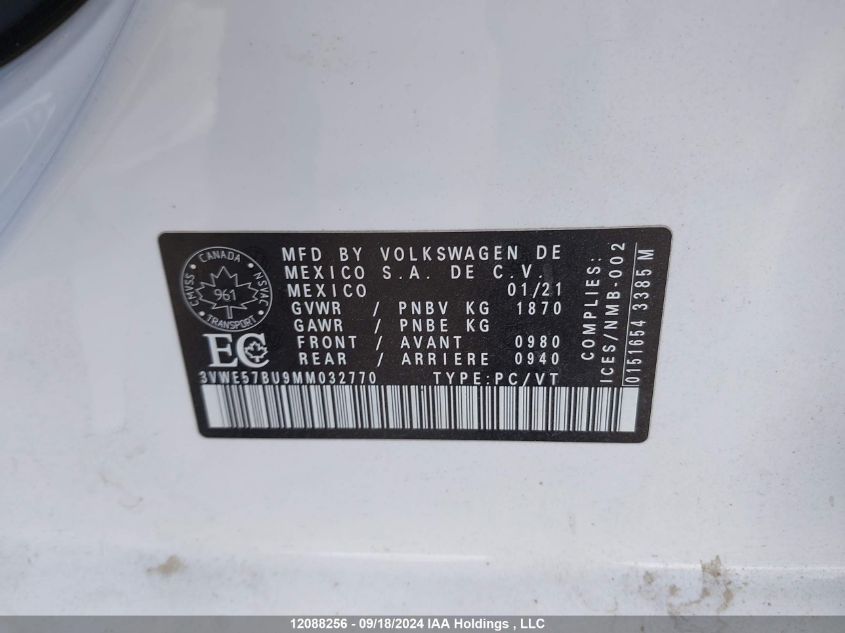 CANADA
CMVSS
961
NSVAC
TRANSPORT
EC
MFD BY VOLKSWAGEN DE
MEXICO S.A. DE C.V.
MEXICO 01/21
GVWR / PNBV KG 1870
GAWR / PNBE KG
FRONT / AVANT 0980
REAR / ARRIERE 0940
3VWE57BU9MM032770 TYPE:PC/VT
COMPLIES:
ICES/NMB-002
0151654 3385 M
12088256 - 09/18/2024 IAA Holdings , LLC